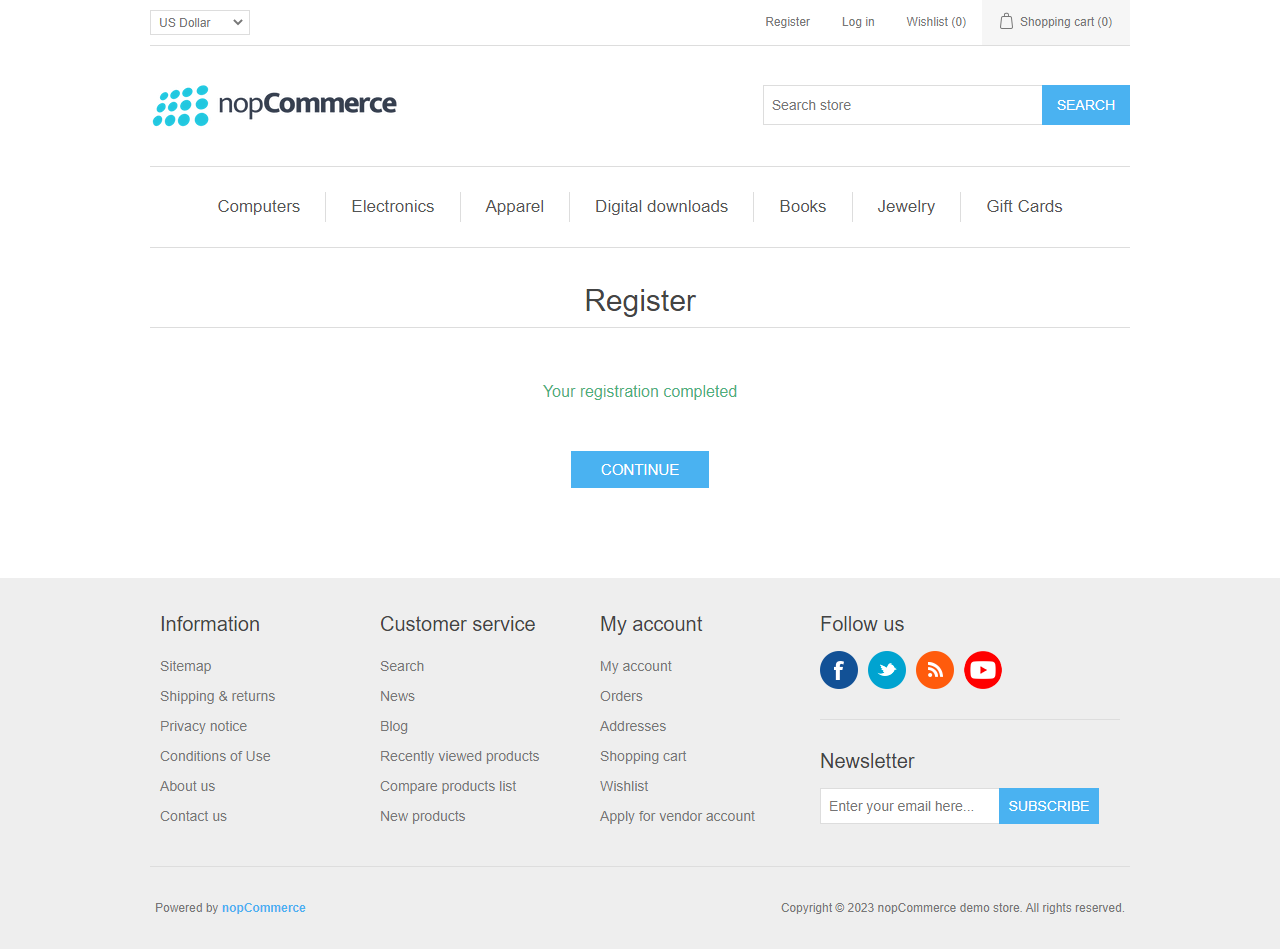 US Dollar
Register
Log in
Wishlist (0)
Shopping cart (0)
nopCommerce
Search store
SEARCH
Computers
Electronics
Apparel
Digital downloads
Books
Jewelry
Gift Cards
Register
Your registration completed
CONTINUE
Information
Sitemap
Shipping & returns
Privacy notice
Conditions of Use
About us
Contact us
Customer service
Search
News
Blog
Recently viewed products
Compare products list
New products
My account
My account
Orders
Addresses
Shopping cart
Wishlist
Apply for vendor account
Follow us
Newsletter
Enter your email here...
SUBSCRIBE
Powered by nopCommerce
Copyright © 2023 nopCommerce demo store. All rights reserved.